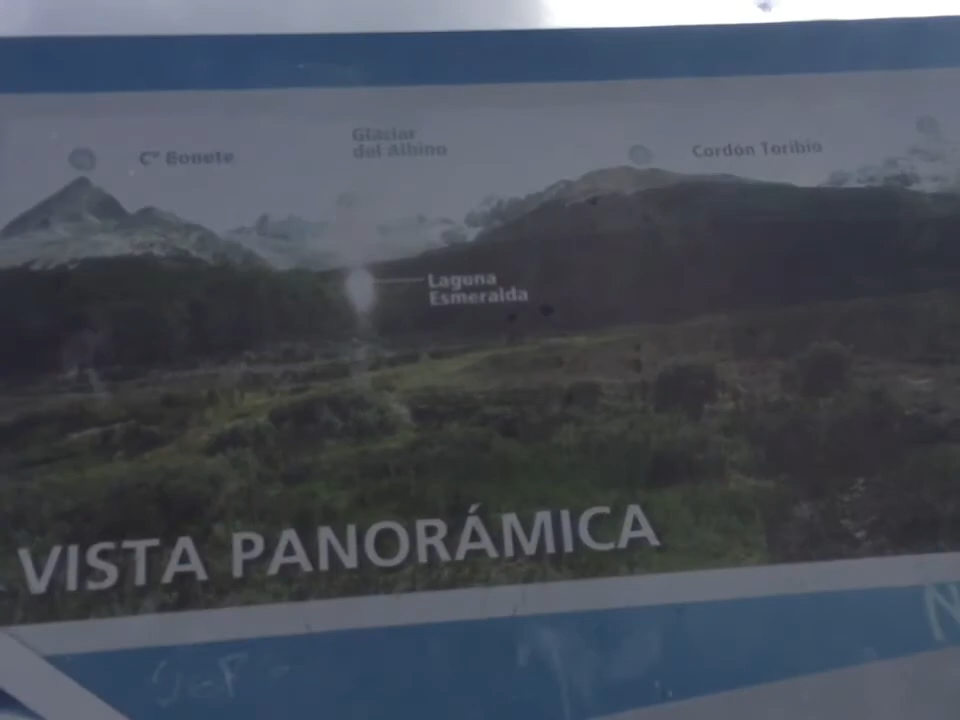 Cº Bonete
Glaciar
del Albino
Cordón Toribio
Laguna
Esmeralda
VISTA PANORÁMICA